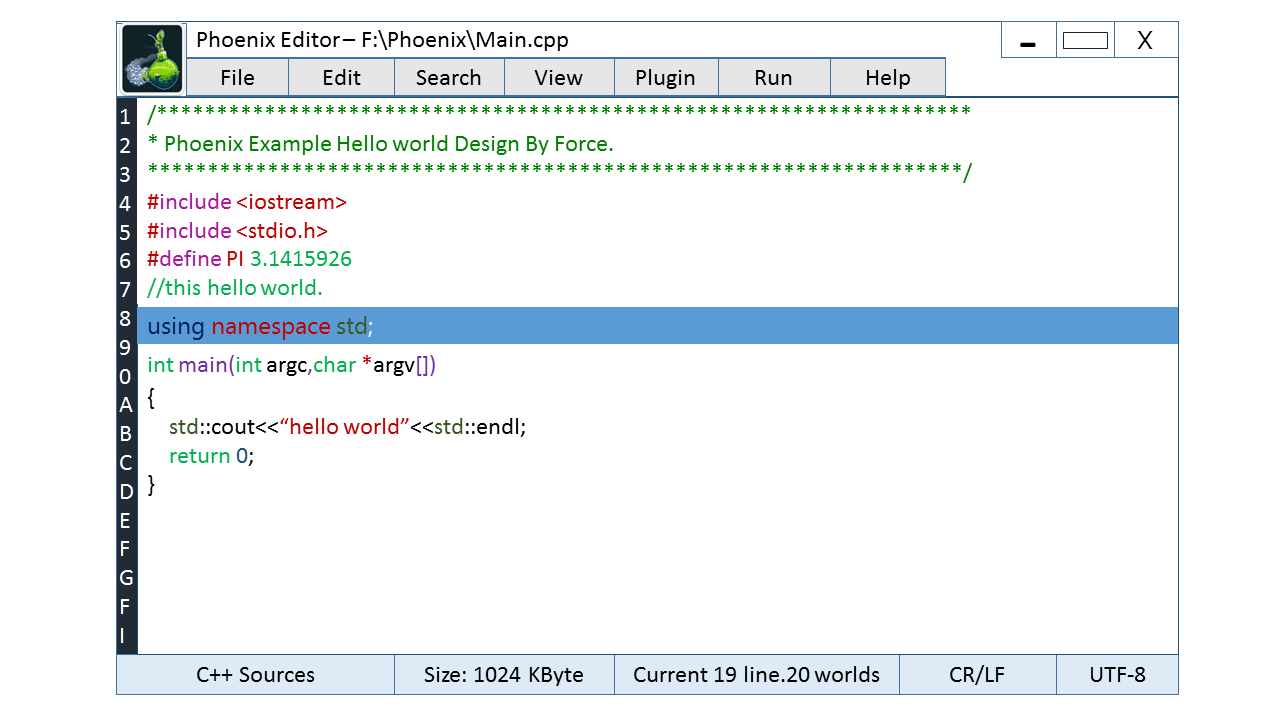 Phoenix Editor – F:\Phoenix\Main.cpp
File Edit Search View Plugin Run Help
1 /********************************************************************
2 * Phoenix Example Hello world Design By Force.
3 ********************************************************************/
4 #include <iostream>
5 #include <stdio.h>
6 #define PI 3.1415926
7 //this hello world.
8 using namespace std;
9 int main(int argc,char *argv[])
0 {
A
B std::cout<<“hello world”<<std::endl;
C return 0;
D }
E
F
G
F
I
C++ Sources Size: 1024 KByte Current 19 line.20 worlds CR/LF UTF-8